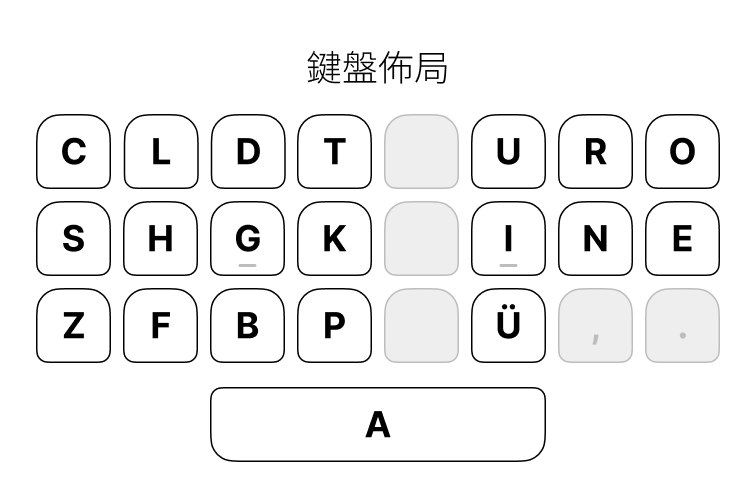 鍵盤佈局
C L D T U R O
S H G K I N E
Z F B P Ü , .
A